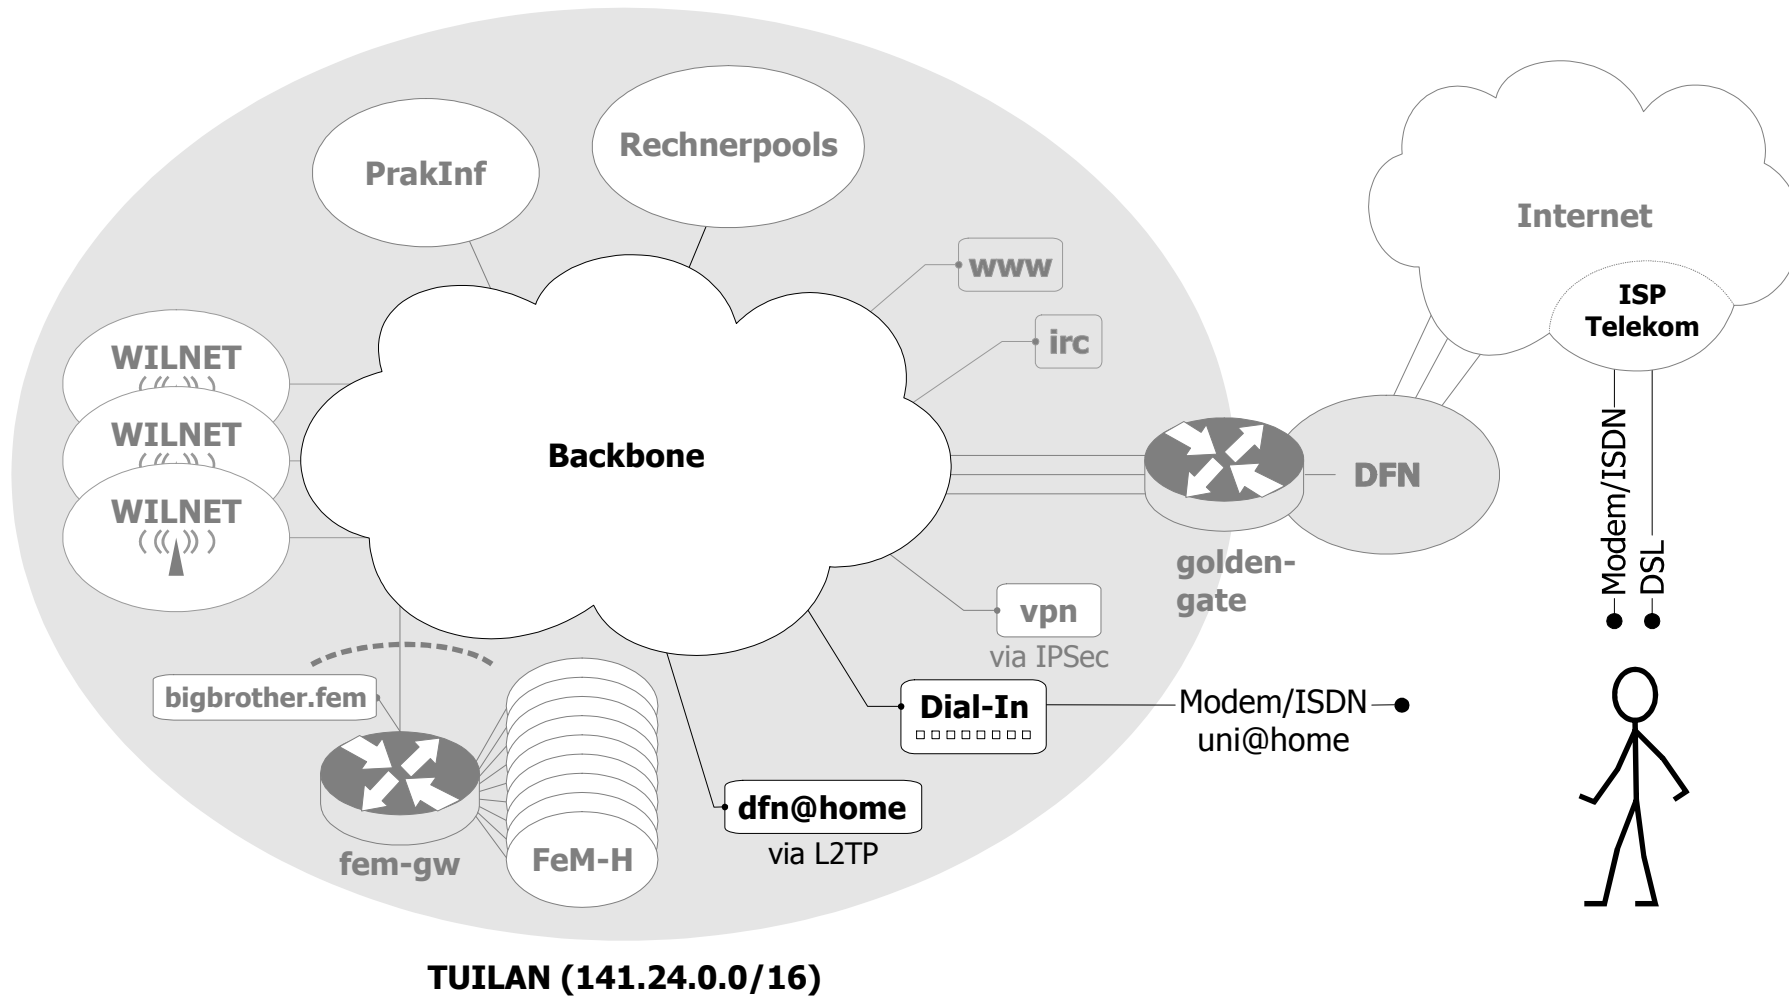 PrakInf
Rechnerpools
Internet
www
ISP
Telekom
irc
WILNET
WILNET
WILNET
Backbone
DFN
golden-
gate
Modem/ISDN
DSL
vpn
via IPSec
bigbrother.fem
Dial-In
Modem/ISDN
uni@home
dfn@home
via L2TP
fem-gw
FeM-H
TUILAN (141.24.0.0/16)